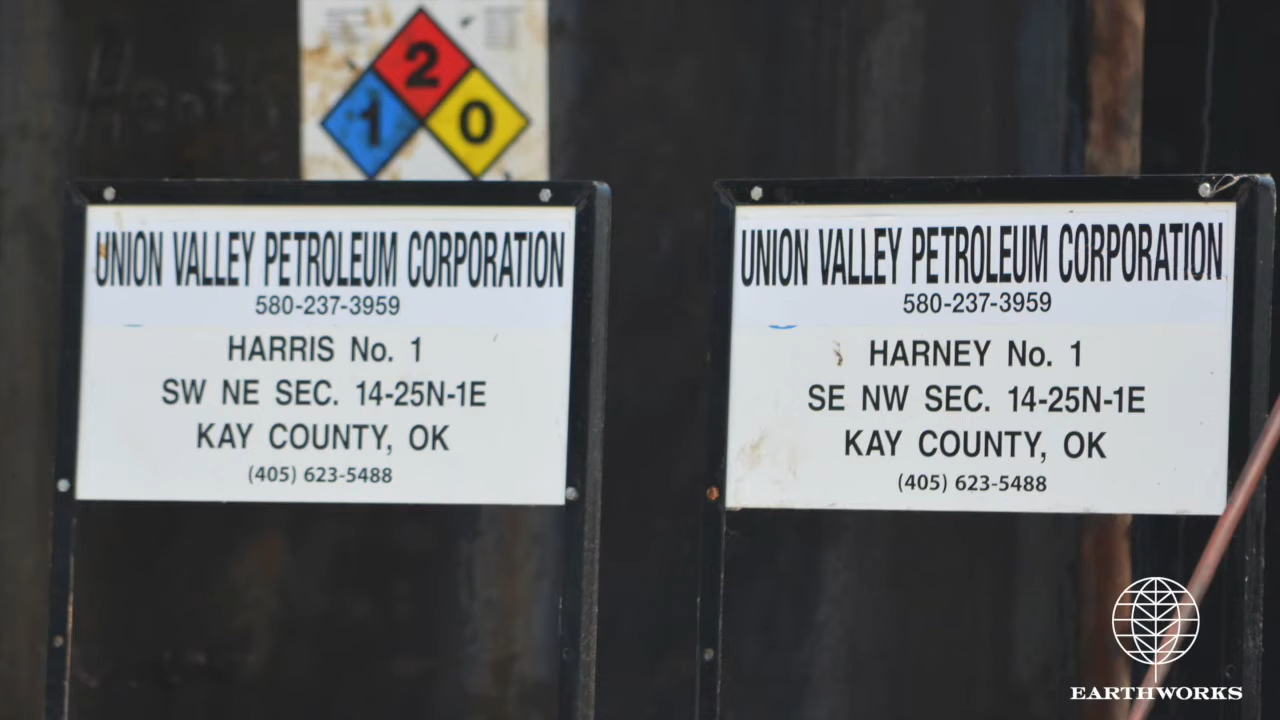 2
1
0
UNION VALLEY PETROLEUM CORPORATION
580-237-3959
HARRIS No. 1
SW NE SEC. 14-25N-1E
KAY COUNTY, OK
(405) 623-5488
UNION VALLEY PETROLEUM CORPORATION
580-237-3959
HARNEY No. 1
SE NW SEC. 14-25N-1E
KAY COUNTY, OK
(405) 623-5488
EARTHWORKS